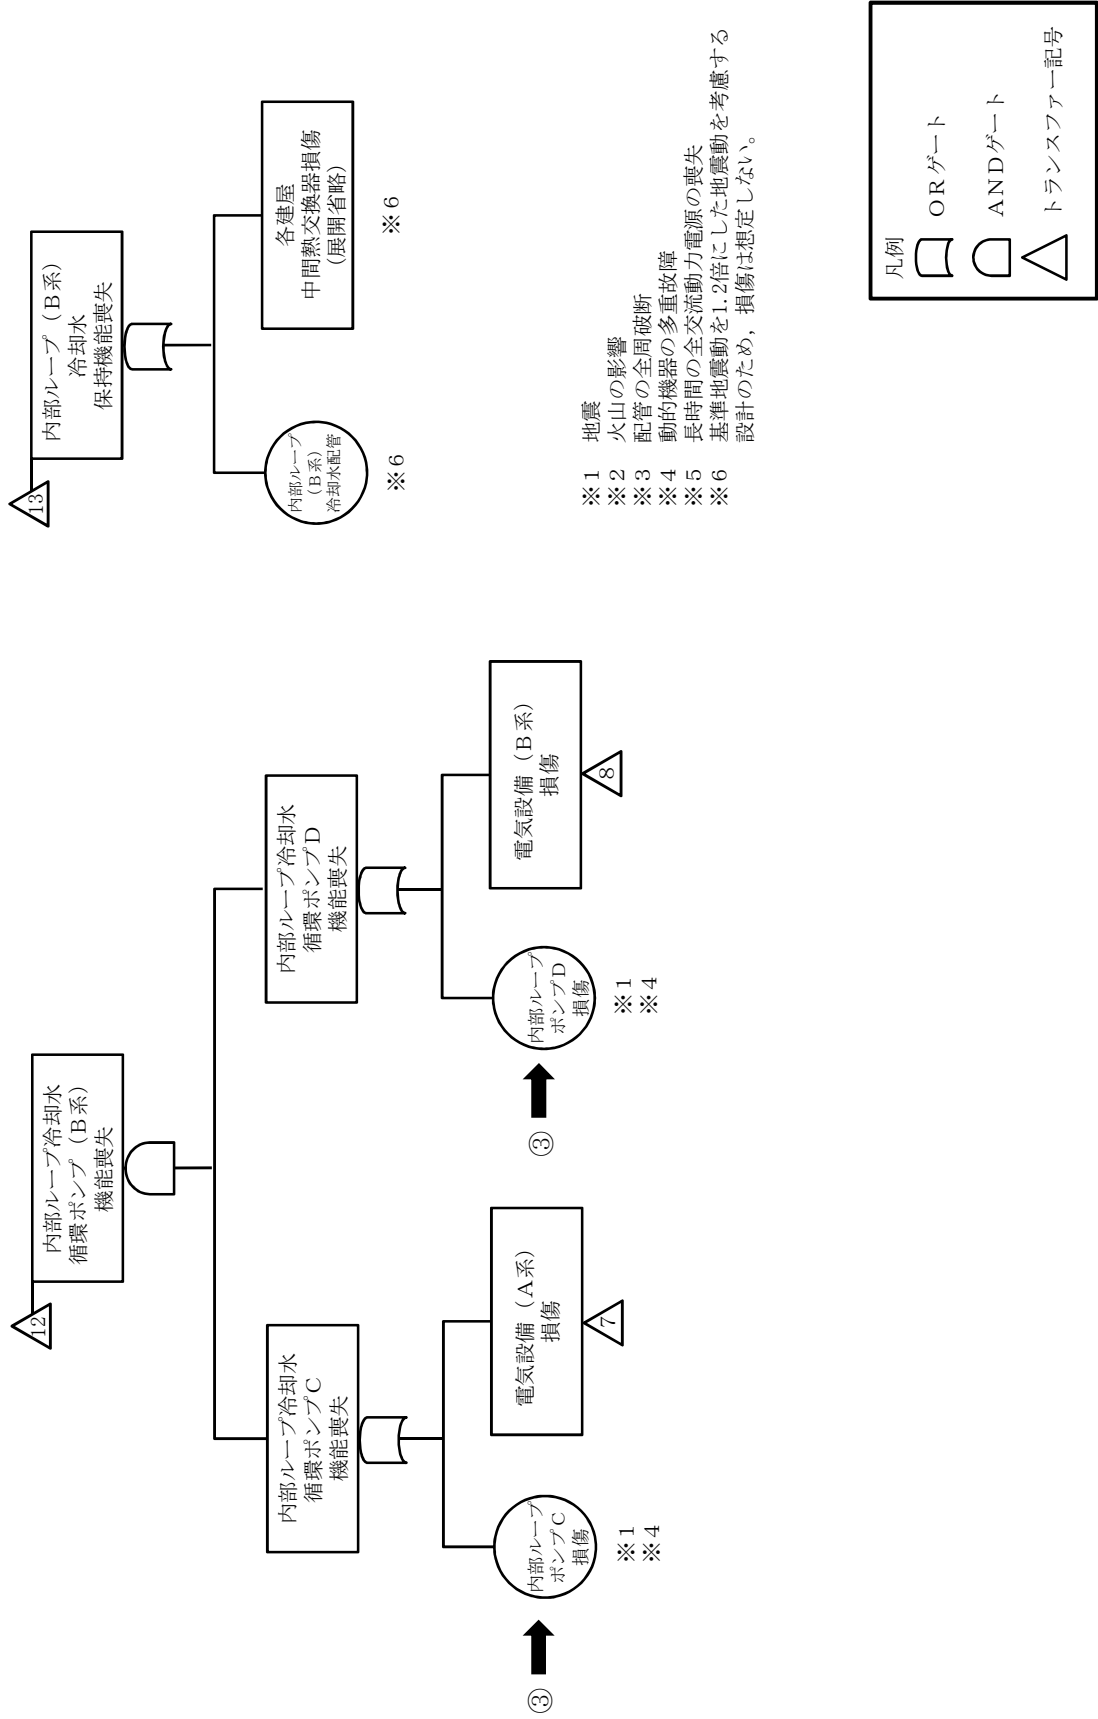 12
内部ループ冷却水
循環ポンプ（B系）
機能喪失
内部ループ冷却水
循環ポンプC
機能喪失
内部ループ冷却水
循環ポンプD
機能喪失
③
内部ループ
ポンプC
損傷
※1
※4
電気設備（A系）
損傷
7
③
内部ループ
ポンプD
損傷
※1
※4
電気設備（B系）
損傷
8
13
内部ループ（B系）
冷却水
保持機能喪失
内部ループ
（B系）
冷却水配管
※6
各建屋
中間熱交換器損傷
(展開省略)
※6
※1 地震
※2 火山の影響
※3 配管の全周破断
※4 動的機器の多重故障
※5 長時間の全交流動力電源の喪失
※6 基準地震動を1.2倍にした地震動を考慮する
設計のため，損傷は想定しない。
凡例
ORゲート
ANDゲート
トランスファー記号